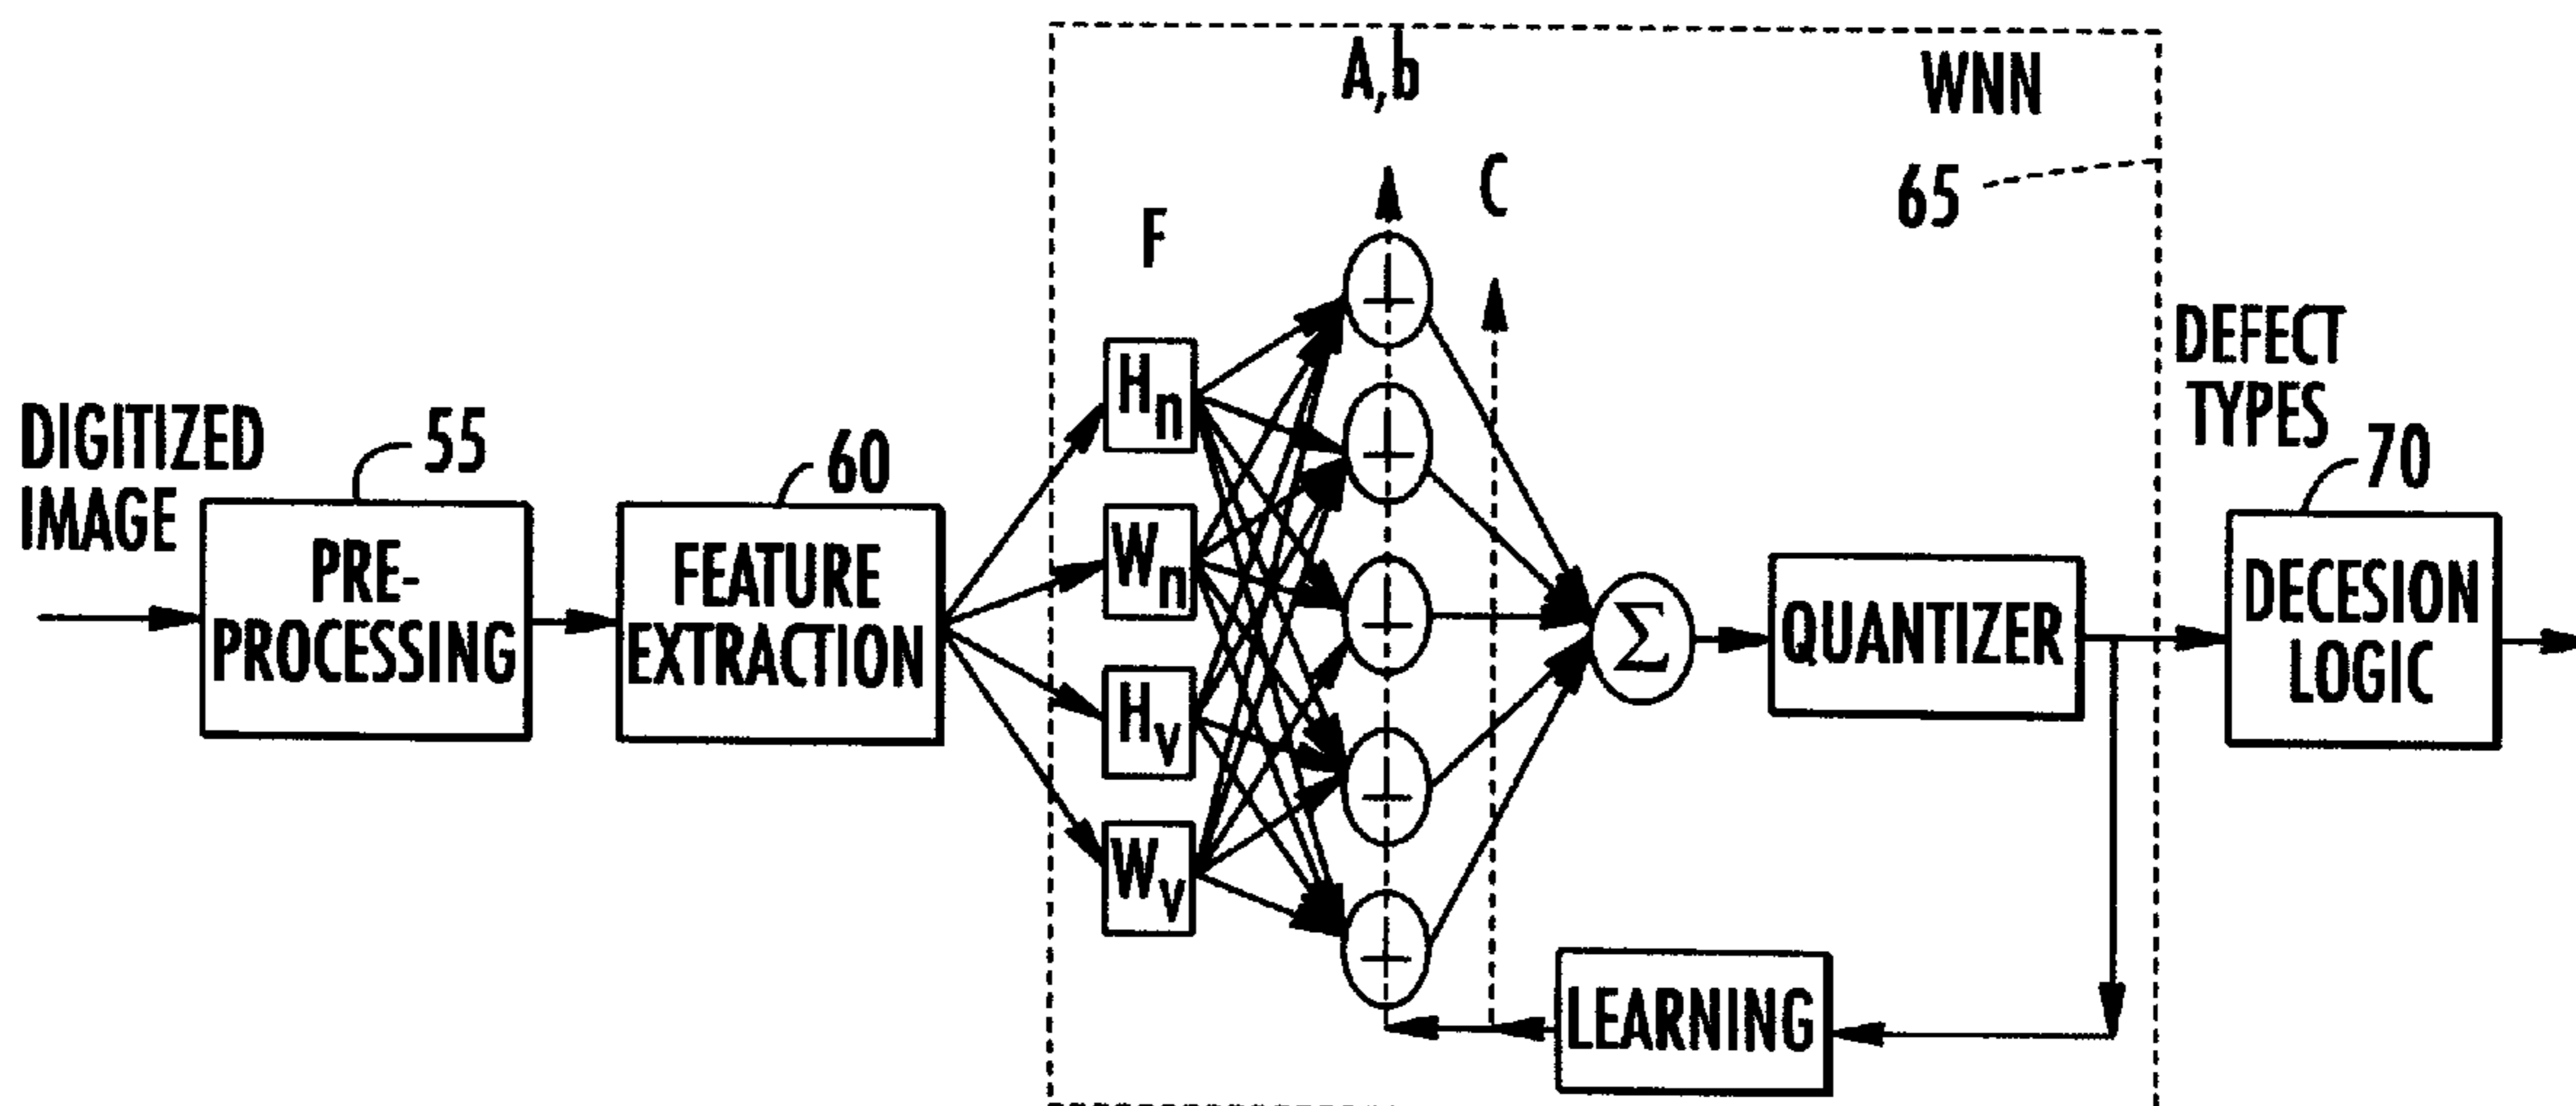 A,b
WNN
65
C
F
DEFECT
TYPES
70
DIGITIZED
IMAGE
55
60
PRE-
PROCESSING
FEATURE
EXTRACTION
Hn
Wn
Hv
Wv
+
+
+
+
+
Σ
QUANTIZER
DECESION
LOGIC
LEARNING